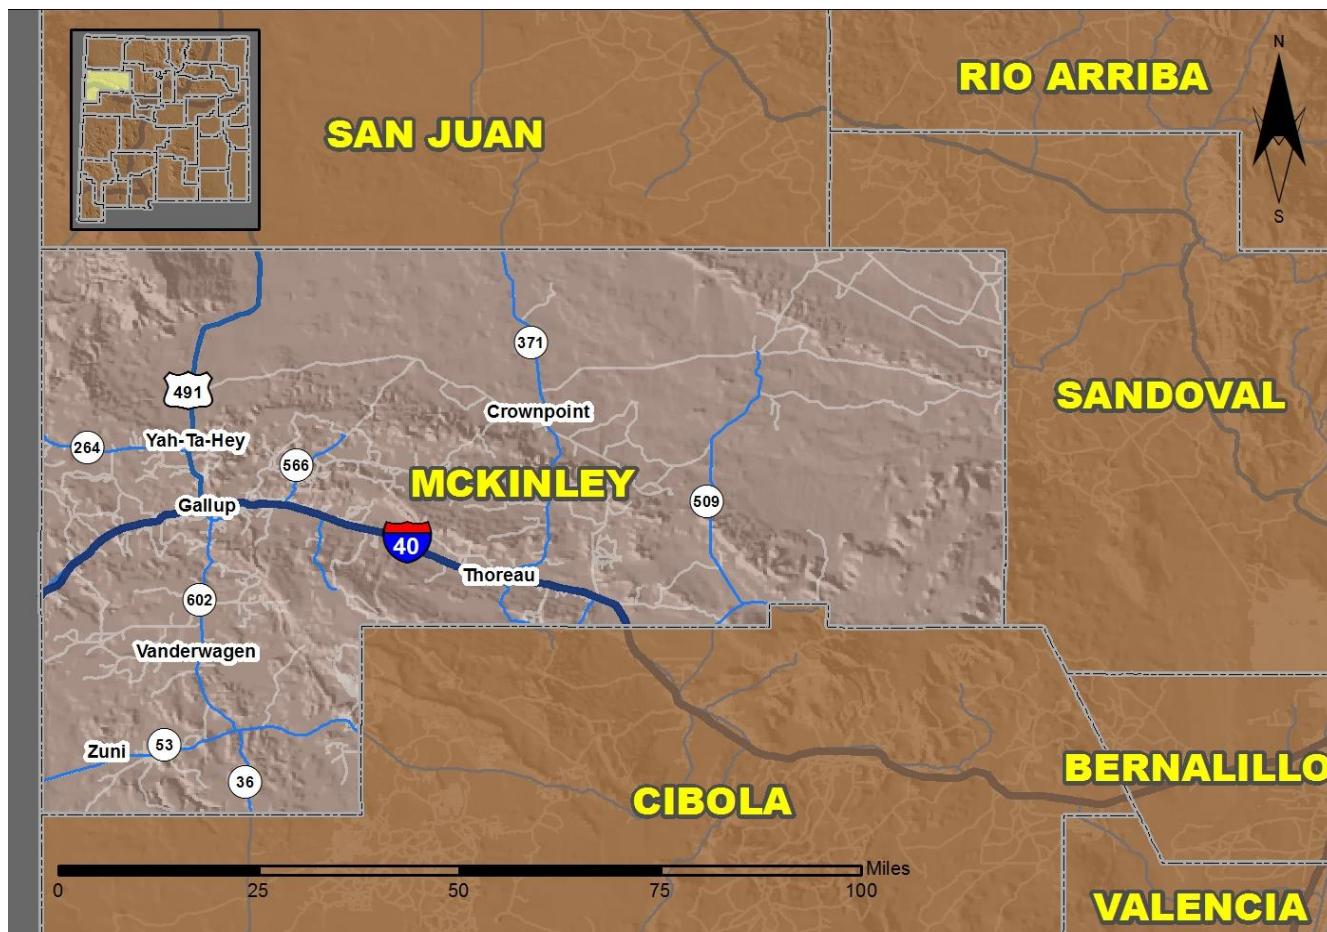 RIO ARRIBA
N
SAN JUAN
S
371
491
SANDOVAL
Crownpoint
Yah-Ta-Hey
264
566
MCKINLEY
509
Gallup
40
Thoreau
602
Vanderwagen
53
Zuni
36
BERNALILLO
CIBOLA
Miles
0 25 50 75 100
VALENCIA